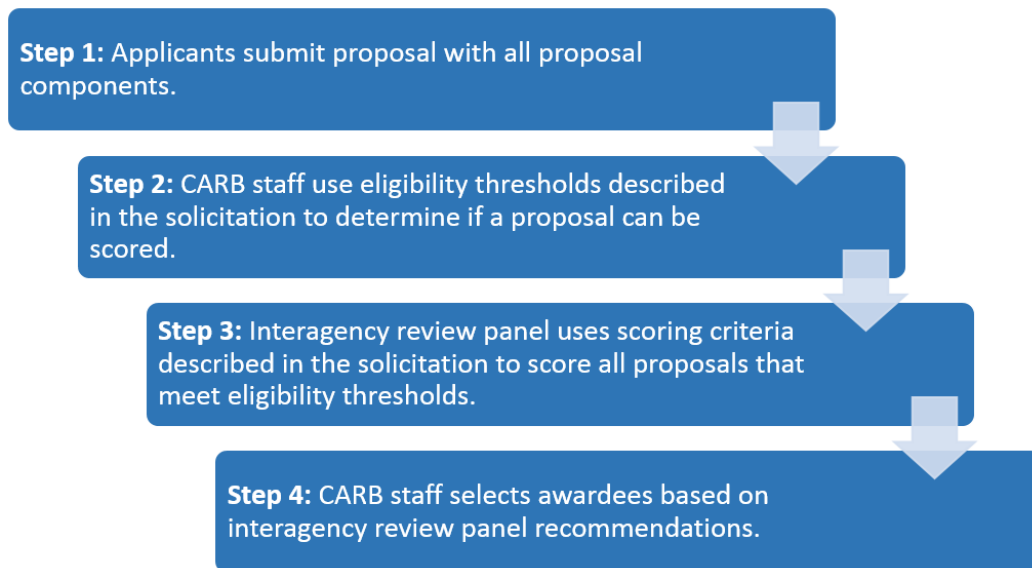 Step 1: Applicants submit proposal with all proposal
components.
Step 2: CARB staff use eligibility thresholds described
in the solicitation to determine if a proposal can be
scored.
Step 3: Interagency review panel uses scoring criteria
described in the solicitation to score all proposals that
meet eligibility thresholds.
Step 4: CARB staff selects awardees based on
interagency review panel recommendations.